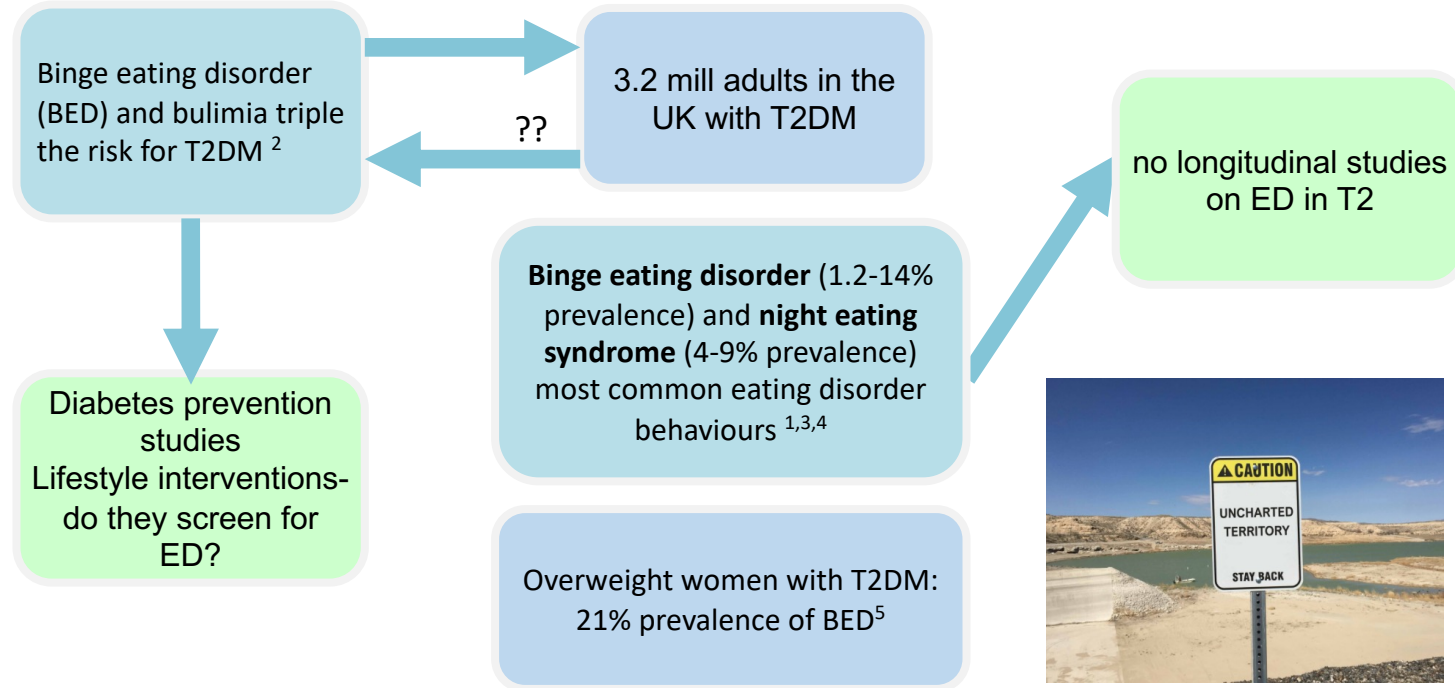 Binge eating disorder
(BED) and bulimia triple
the risk for T2DM 2
??
3.2 mill adults in the
UK with T2DM
no longitudinal studies
on ED in T2
Binge eating disorder (1.2-14%
prevalence) and night eating
syndrome (4-9% prevalence)
most common eating disorder
behaviours 1,3,4
Diabetes prevention
studies
Lifestyle interventions-
do they screen for
ED?
Overweight women with T2DM:
21% prevalence of BED5
CAUTION
UNCHARTED
TERRITORY
STAY BACK